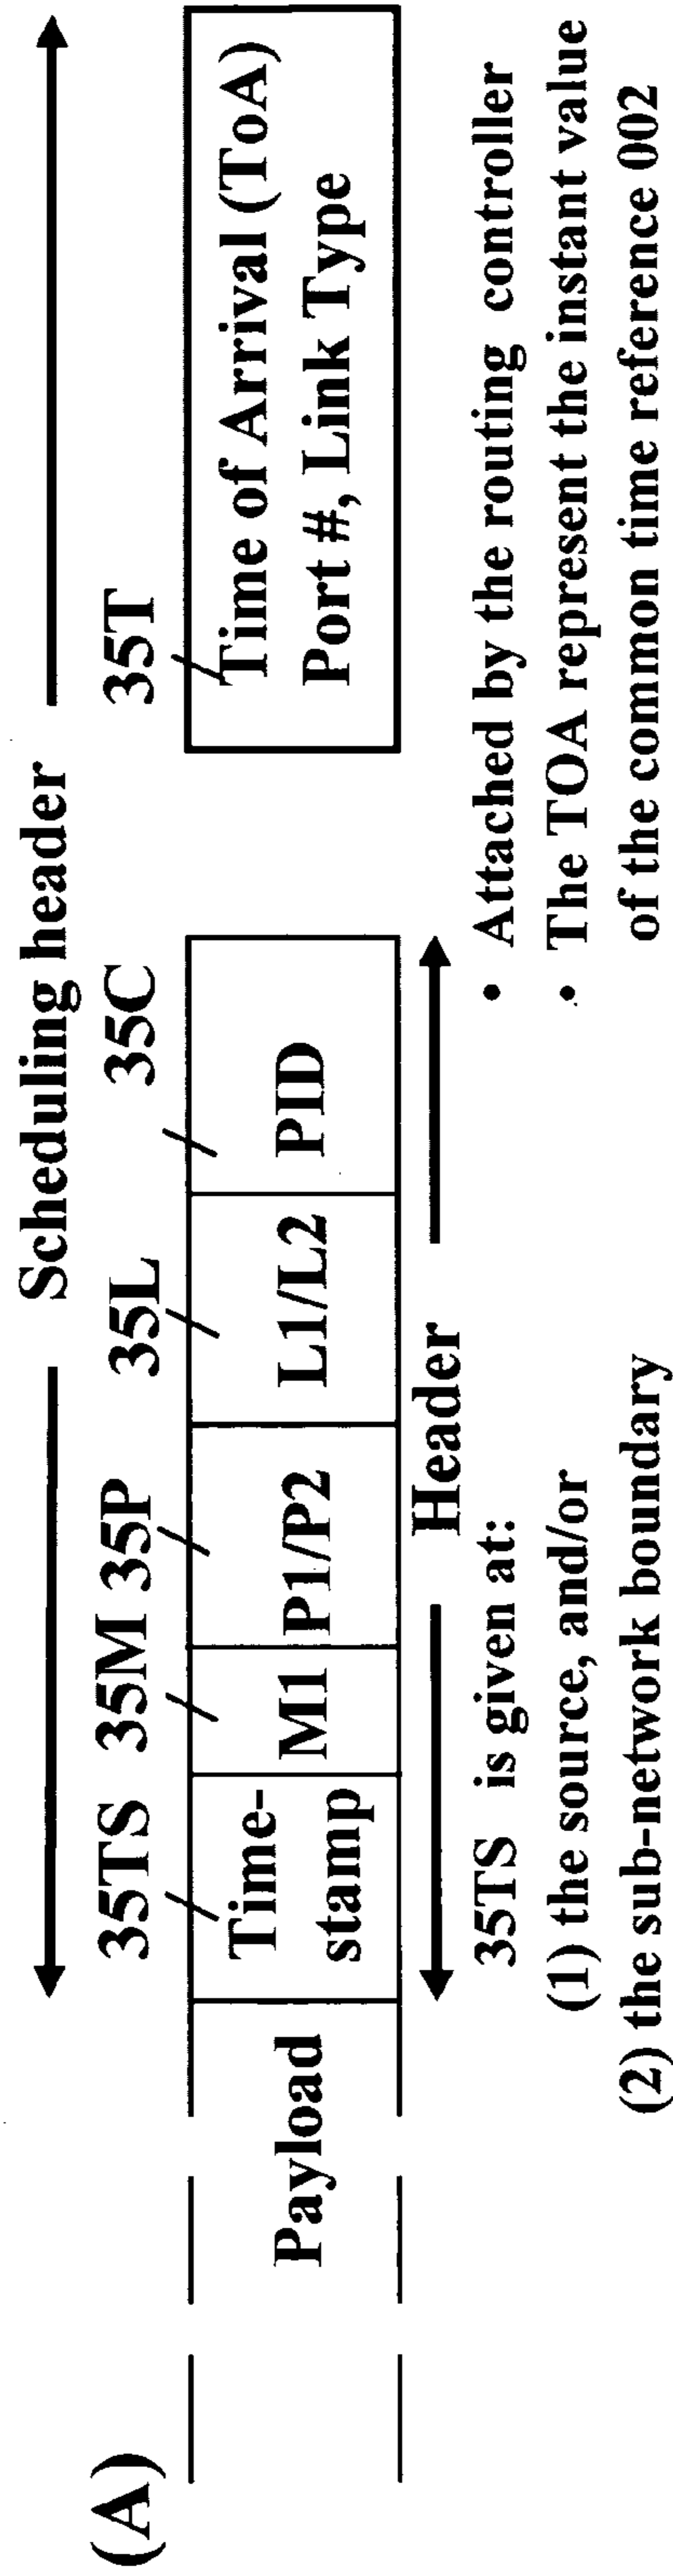 (A)
Scheduling header
35TS 35M 35P 35L 35C 35T
Payload
Time-
stamp
M1
P1/P2
L1/L2
PID
Time of Arrival (ToA)
Port #, Link Type
Header
35TS is given at:
(1) the source, and/or
(2) the sub-network boundary
• Attached by the routing controller
• The TOA represent the instant value
of the common time reference 002